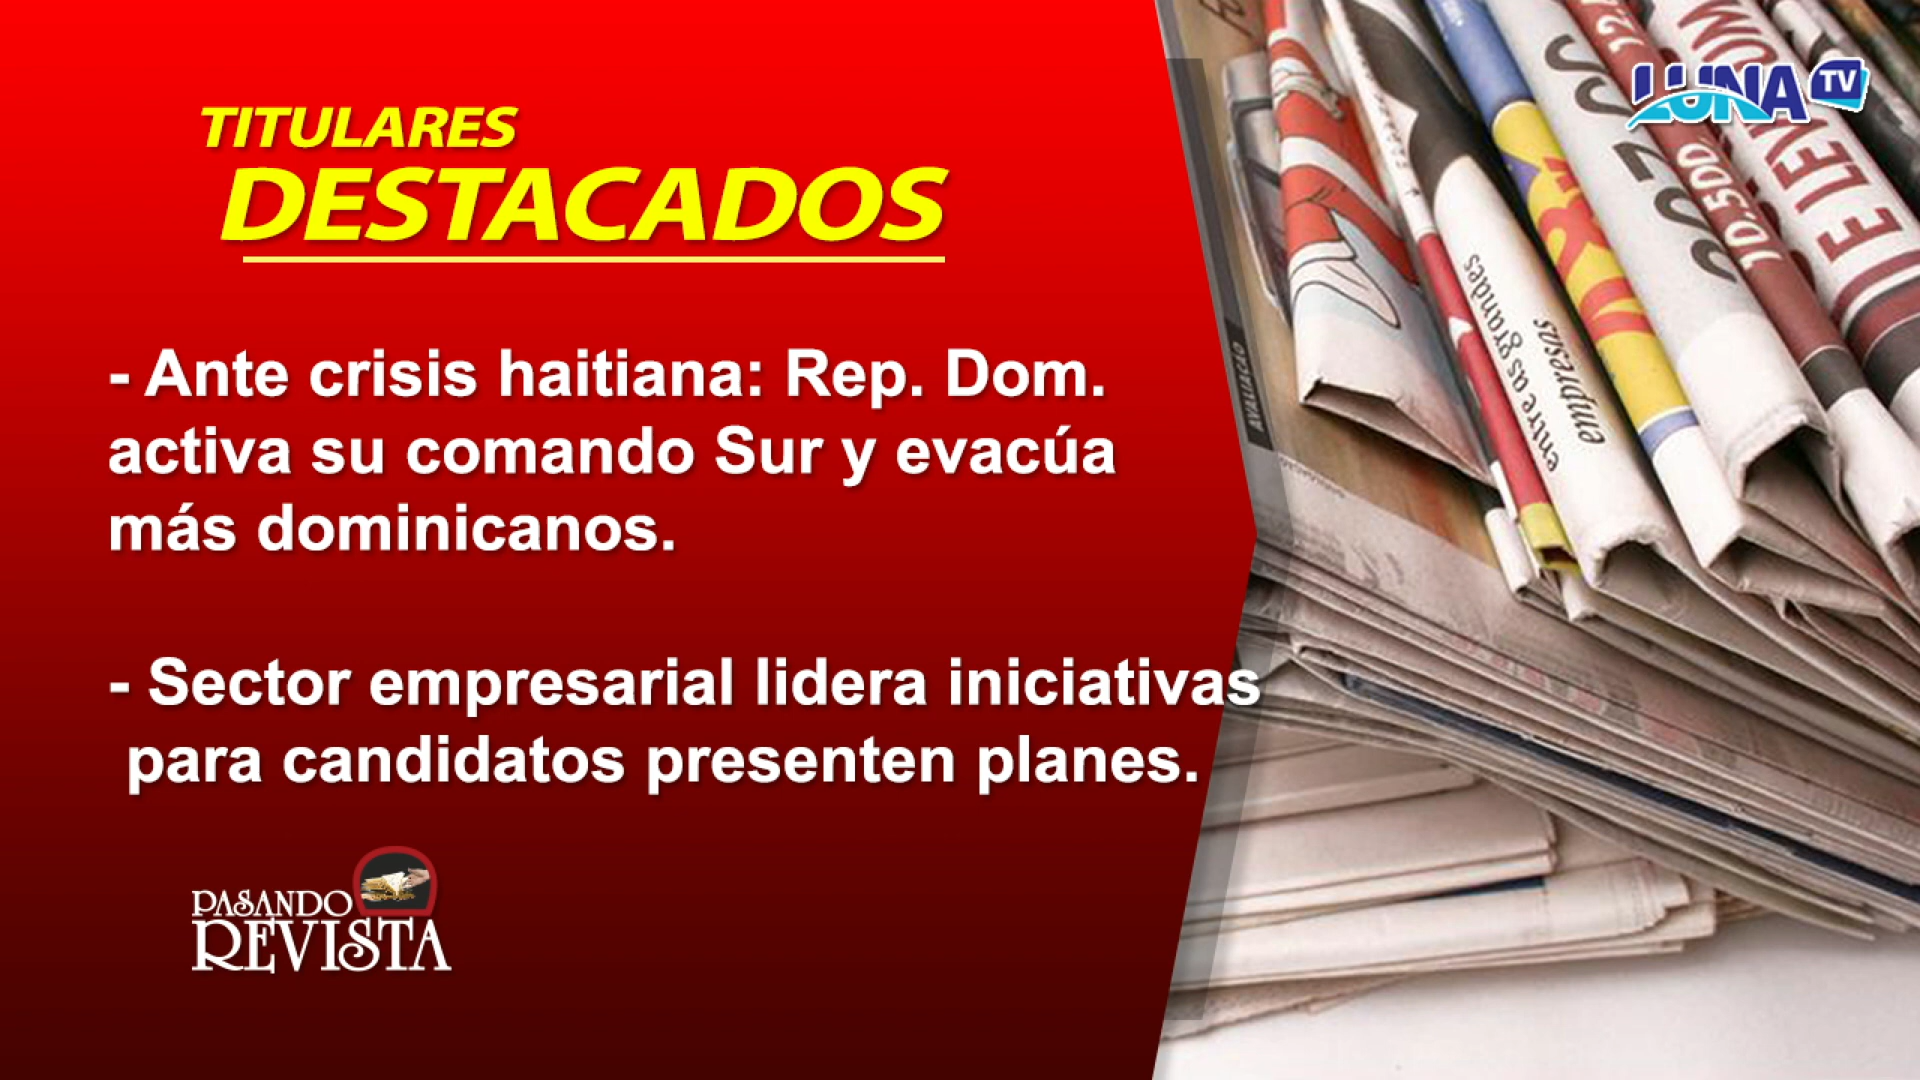 TITULARES
DESTACADOS
- Ante crisis haitiana: Rep. Dom.
activa su comando Sur y evacúa
más dominicanos.
- Sector empresarial lidera iniciativas
para candidatos presenten planes.
PASANDO
REVISTA
LUNA TV
entre as grandes
empresas
AVALIAÇÃO